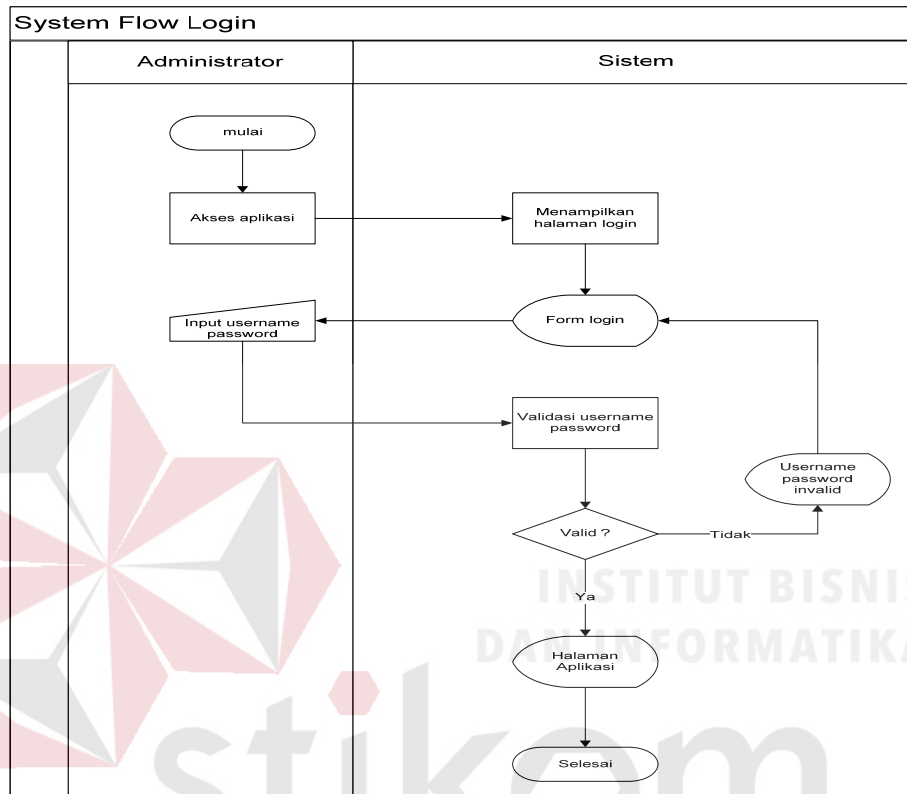 System Flow Login
Administrator
Sistem
mulai
Akses aplikasi
Menampilkan
halaman login
Form login
Input username
password
Validasi username
password
Username
password
invalid
Valid ?
Tidak
Ya
Halaman
Aplikasi
Selesai
INSTITUT BISNIS
DAN INFORMATIKA
stikom